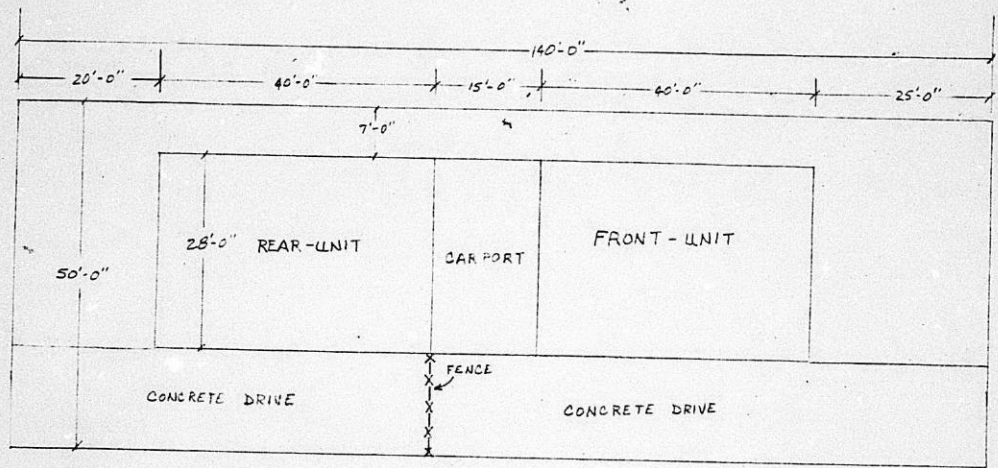 140'-0"
20'-0" 40'-0" 15'-0" 40'-0" 25'-0"
7'-0"
28'-0" REAR-UNIT CARPORT FRONT-UNIT
50'-0"
FENCE
CONCRETE DRIVE CONCRETE DRIVE